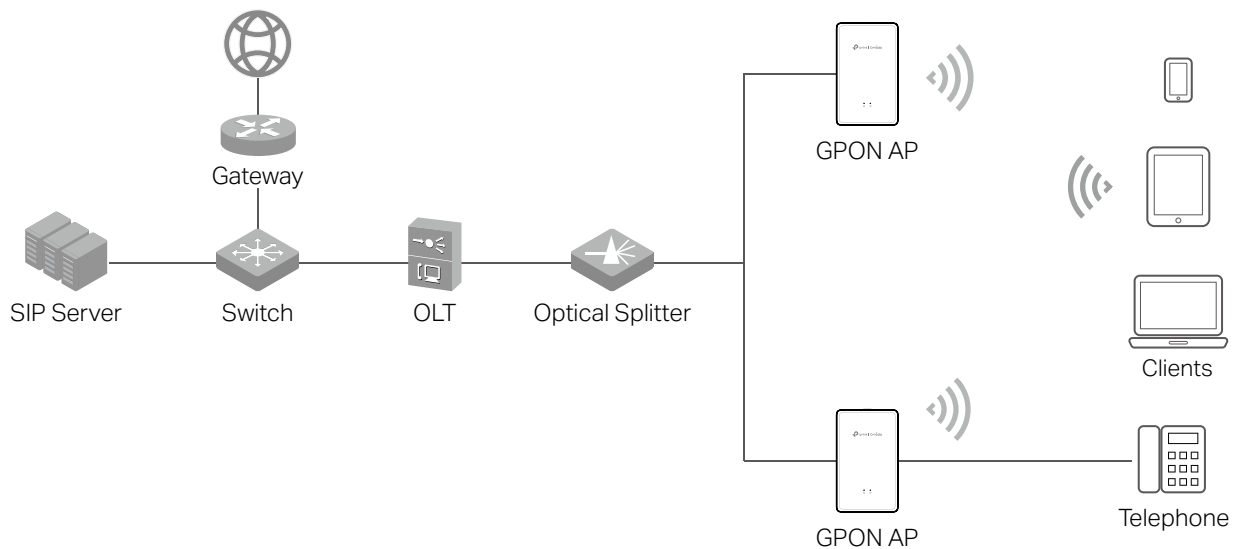 GPON AP
Gateway
SIP Server
Switch
OLT
Optical Splitter
Clients
Telephone
GPON AP